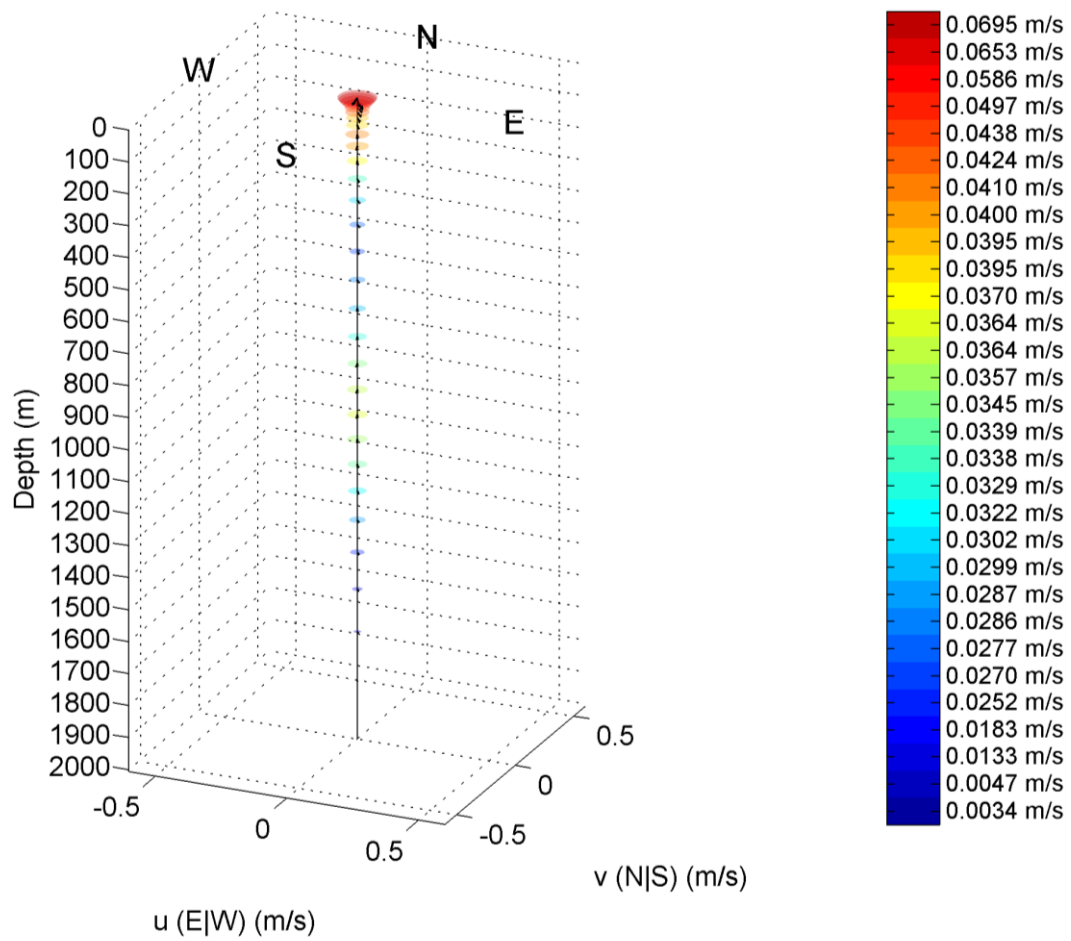 N
W
E
S
0
100
200
300
400
500
600
700
800
900
1000
1100
1200
1300
1400
1500
1600
1700
1800
1900
2000
Depth (m)
-0.5
0
0.5
u (E|W) (m/s)
-0.5
0
0.5
v (N|S) (m/s)
0.0695 m/s
0.0653 m/s
0.0586 m/s
0.0497 m/s
0.0438 m/s
0.0424 m/s
0.0410 m/s
0.0400 m/s
0.0395 m/s
0.0395 m/s
0.0370 m/s
0.0364 m/s
0.0364 m/s
0.0357 m/s
0.0345 m/s
0.0339 m/s
0.0338 m/s
0.0329 m/s
0.0322 m/s
0.0302 m/s
0.0299 m/s
0.0287 m/s
0.0286 m/s
0.0277 m/s
0.0270 m/s
0.0252 m/s
0.0183 m/s
0.0133 m/s
0.0047 m/s
0.0034 m/s